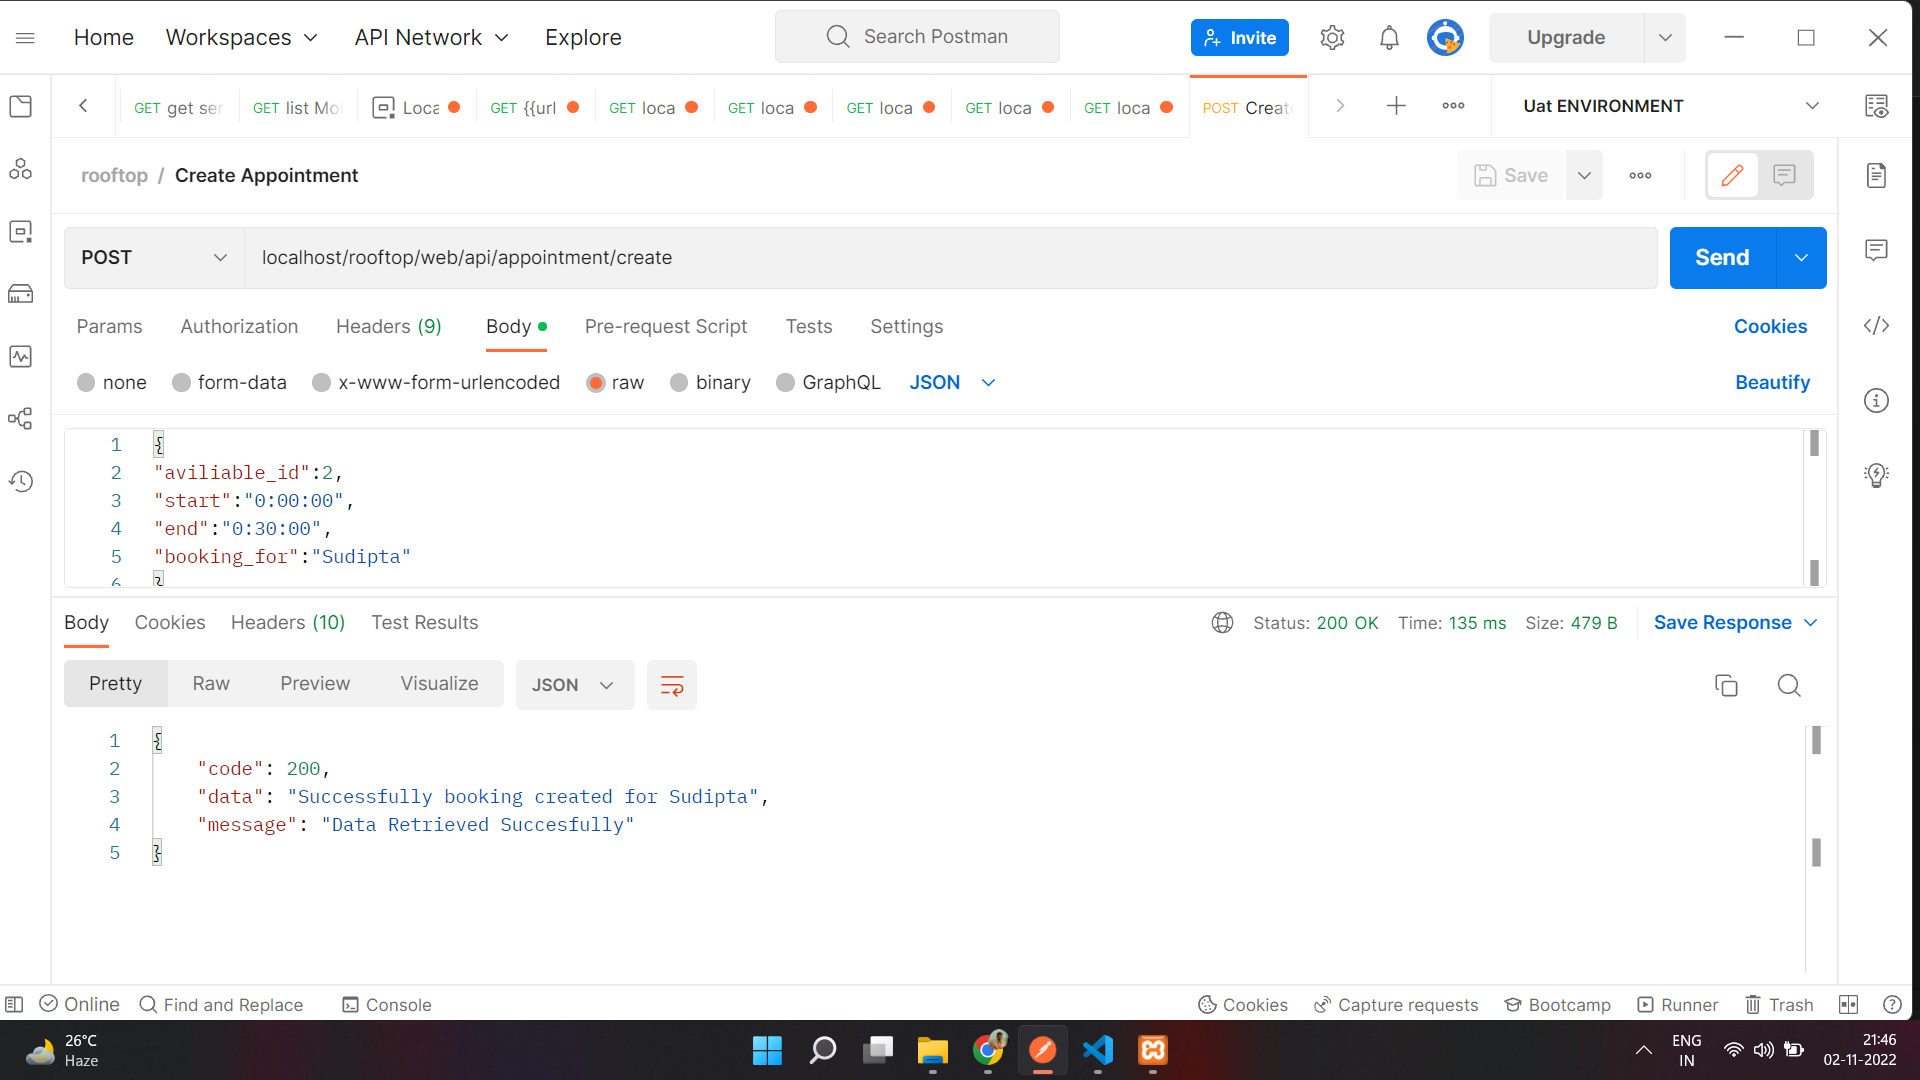 Home Workspaces API Network Explore Search Postman Invite Upgrade
GET get ser GET list Mol Loca GET {{url GET loca GET loca GET loca GET loca GET loca POST Create Uat ENVIRONMENT
rooftop / Create Appointment Save
POST localhost/rooftop/web/api/appointment/create Send
Params Authorization Headers (9) Body Pre-request Script Tests Settings Cookies
none form-data x-www-form-urlencoded raw binary GraphQL JSON Beautify
1 {
2 "aviliable_id":2,
3 "start":"0:00:00",
4 "end":"0:30:00",
5 "booking_for":"Sudipta"
6 }
Body Cookies Headers (10) Test Results Status: 200 OK Time: 135 ms Size: 479 B Save Response
Pretty Raw Preview Visualize JSON
1 {
2 "code": 200,
3 "data": "Successfully booking created for Sudipta",
4 "message": "Data Retrieved Succesfully"
5 }
Online Find and Replace Console Cookies Capture requests Bootcamp Runner Trash
26°C
Haze
ENG
IN
21:46
02-11-2022